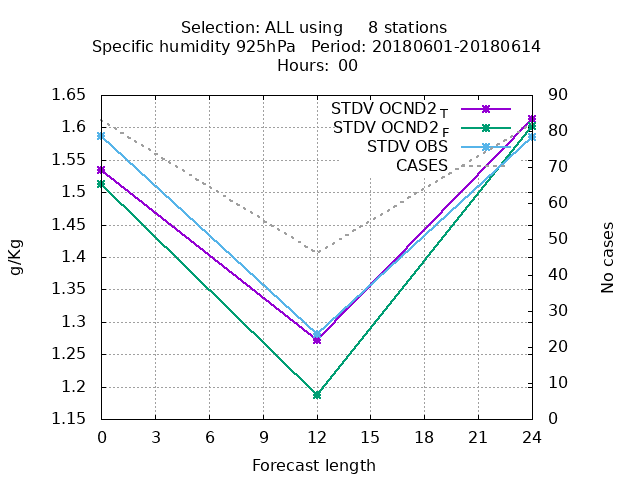 Selection: ALL using     8 stations
Specific humidity 925hPa   Period: 20180601-20180614
Hours: 00
STDV OCND2_T
STDV OCND2_F
STDV OBS
CASES
1.65
1.6
1.55
1.5
1.45
1.4
1.35
1.3
1.25
1.2
1.15
90
80
70
60
50
40
30
20
10
0
g/Kg
No cases
0 3 6 9 12 15 18 21 24
Forecast length